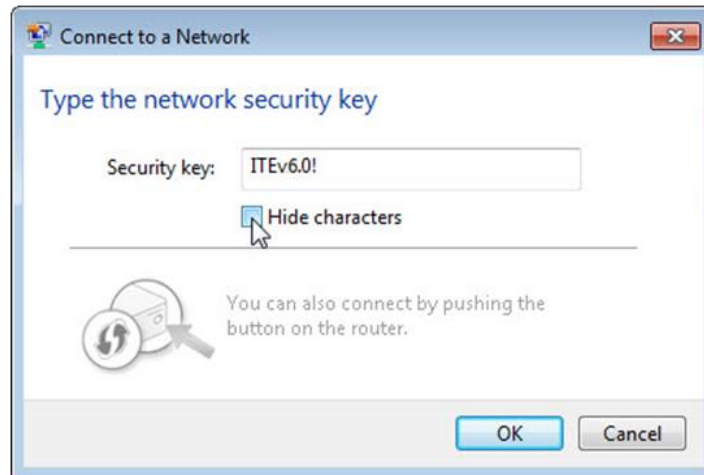 Connect to a Network
Type the network security key
Security key: ITEv6.0!
Hide characters
You can also connect by pushing the
button on the router.
OK Cancel